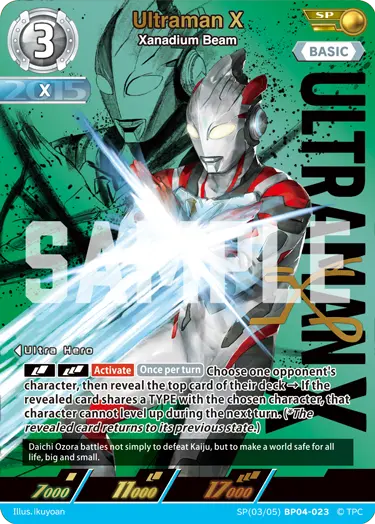 Ultraman X
Xanadium Beam
3
SP
BASIC
2015
X
ULTRAMAN X
SAMPLE
Ultra Hero
Activate Once per turn Choose one opponent's
character, then reveal the top card of their deck → If the
revealed card shares a TYPE with the chosen character, that
character cannot level up during the next turn. (*The
revealed card returns to its previous state.)
Daichi Ozora battles not simply to defeat Kaiju, but to make a world safe for all
life, big and small.
7000 11000 17000
Illus. ikuyoan
SP(03/05) BP04-023 © TPC